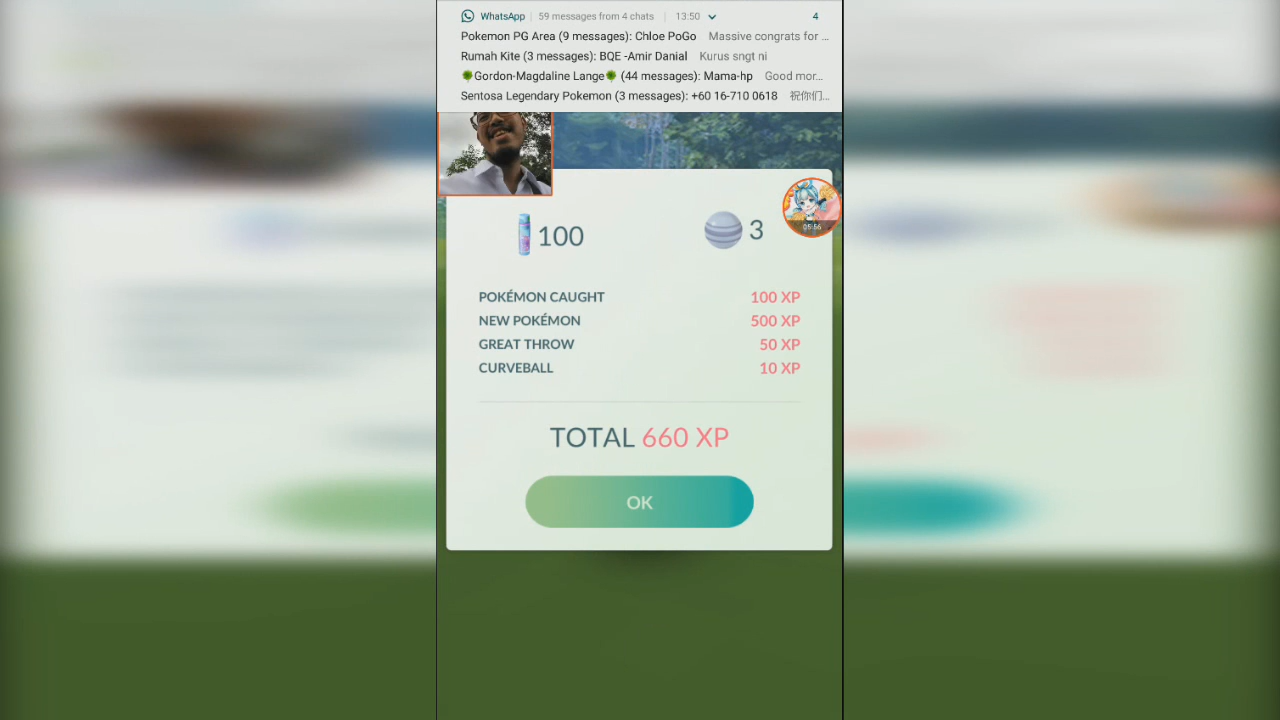 WhatsApp | 59 messages from 4 chats | 13:50 4
Pokemon PG Area (9 messages): Chloe PoGo Massive congrats for ...
Rumah Kite (3 messages): BQE -Amir Danial Kurus sngt ni
🌳Gordon-Magdaline Lange🌳 (44 messages): Mama-hp Good mor...
Sentosa Legendary Pokemon (3 messages): +60 16-710 0618 祝你们...
05:56
100 3
POKÉMON CAUGHT 100 XP
NEW POKÉMON 500 XP
GREAT THROW 50 XP
CURVEBALL 10 XP
TOTAL 660 XP
OK